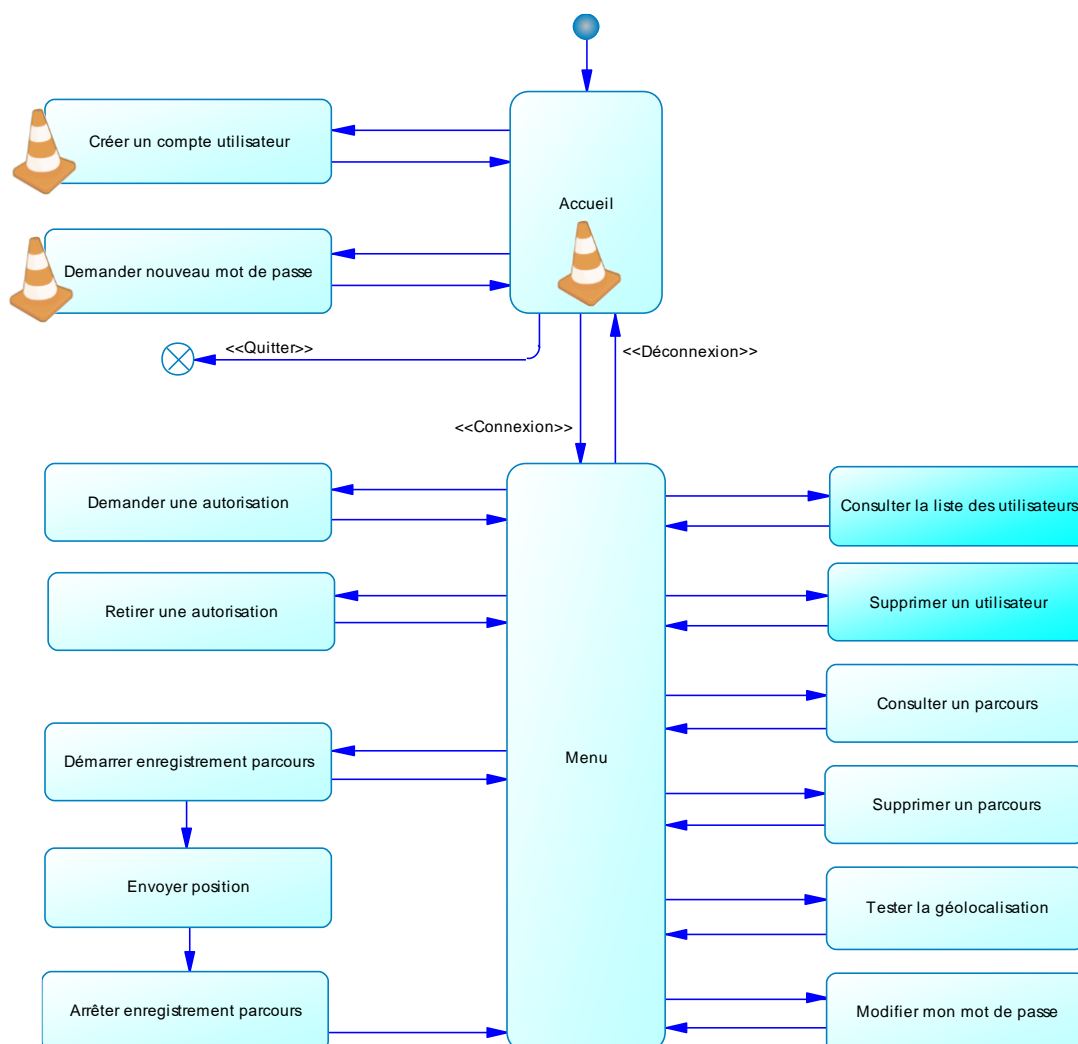 Créer un compte utilisateur
Accueil
Demander nouveau mot de passe
<<Quitter>>
<<Déconnexion>>
<<Connexion>>
Demander une autorisation
Consulter la liste des utilisateurs
Retirer une autorisation
Supprimer un utilisateur
Consulter un parcours
Démarrer enregistrement parcours
Menu
Supprimer un parcours
Envoyer position
Tester la géolocalisation
Arrêter enregistrement parcours
Modifier mon mot de passe